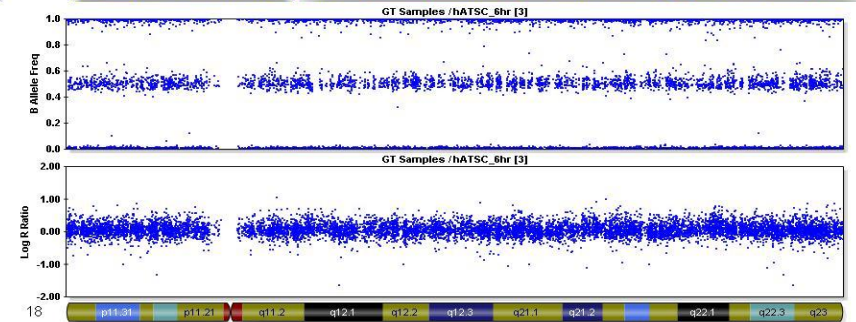 GT Samples /hATSC_6hr [3]
1.0
0.8
0.6
0.4
0.2
0.0
B Allele Freq
GT Samples /hATSC_6hr [3]
2.00
1.00
0.00
-1.00
-2.00
Log R Ratio
18 p11.31 p11.21 q11.2 q12.1 q12.2 q12.3 q21.1 q21.2 q22.1 q22.3 q23